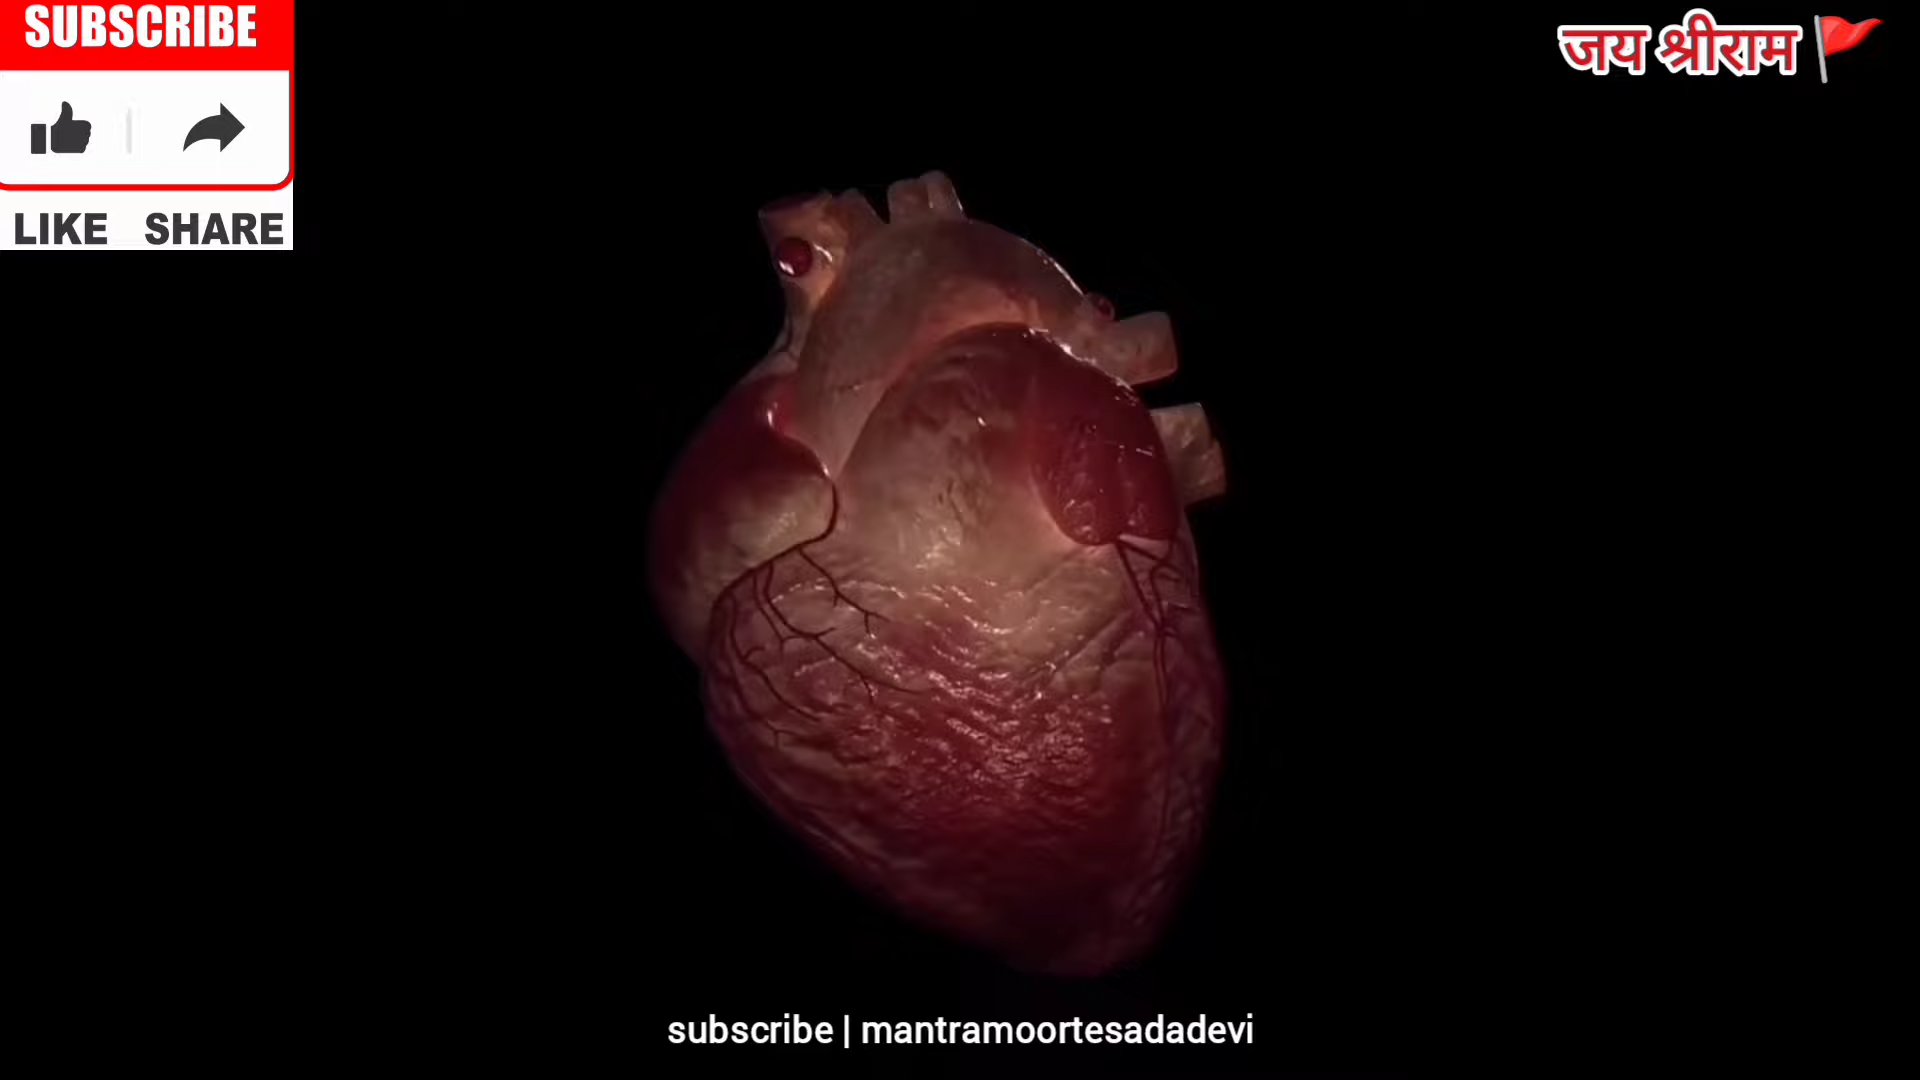 SUBSCRIBE
जय श्रीराम
LIKE SHARE
subscribe | mantramoortesadadevi